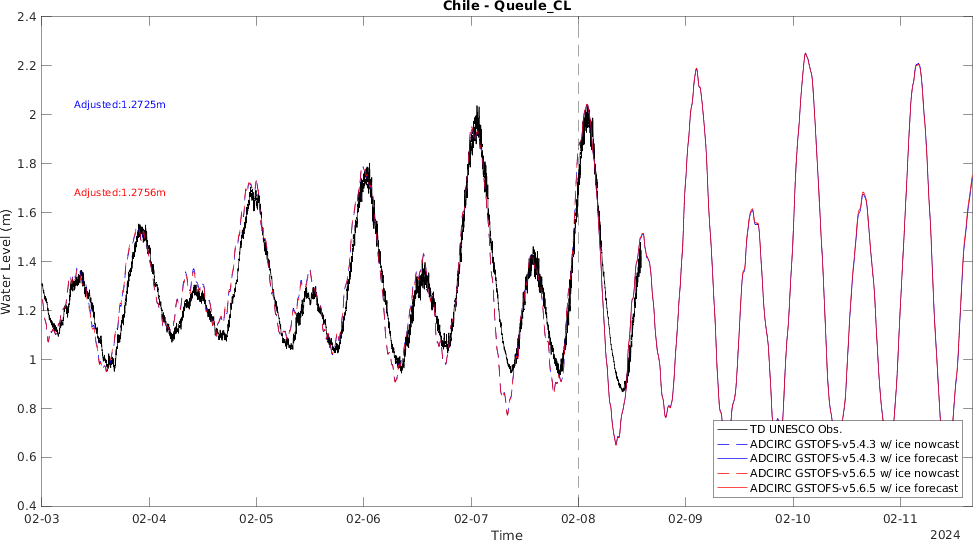 Chile - Queule_CL
2.4
2.2
2
1.8
1.6
1.4
1.2
1
0.8
0.6
0.4
Water Level (m)
Adjusted:1.2725m
Adjusted:1.2756m
TD UNESCO Obs.
ADCIRC GSTOFS-v5.4.3 w/ ice nowcast
ADCIRC GSTOFS-v5.4.3 w/ ice forecast
ADCIRC GSTOFS-v5.6.5 w/ ice nowcast
ADCIRC GSTOFS-v5.6.5 w/ ice forecast
02-03 02-04 02-05 02-06 02-07 02-08 02-09 02-10 02-11
Time
2024